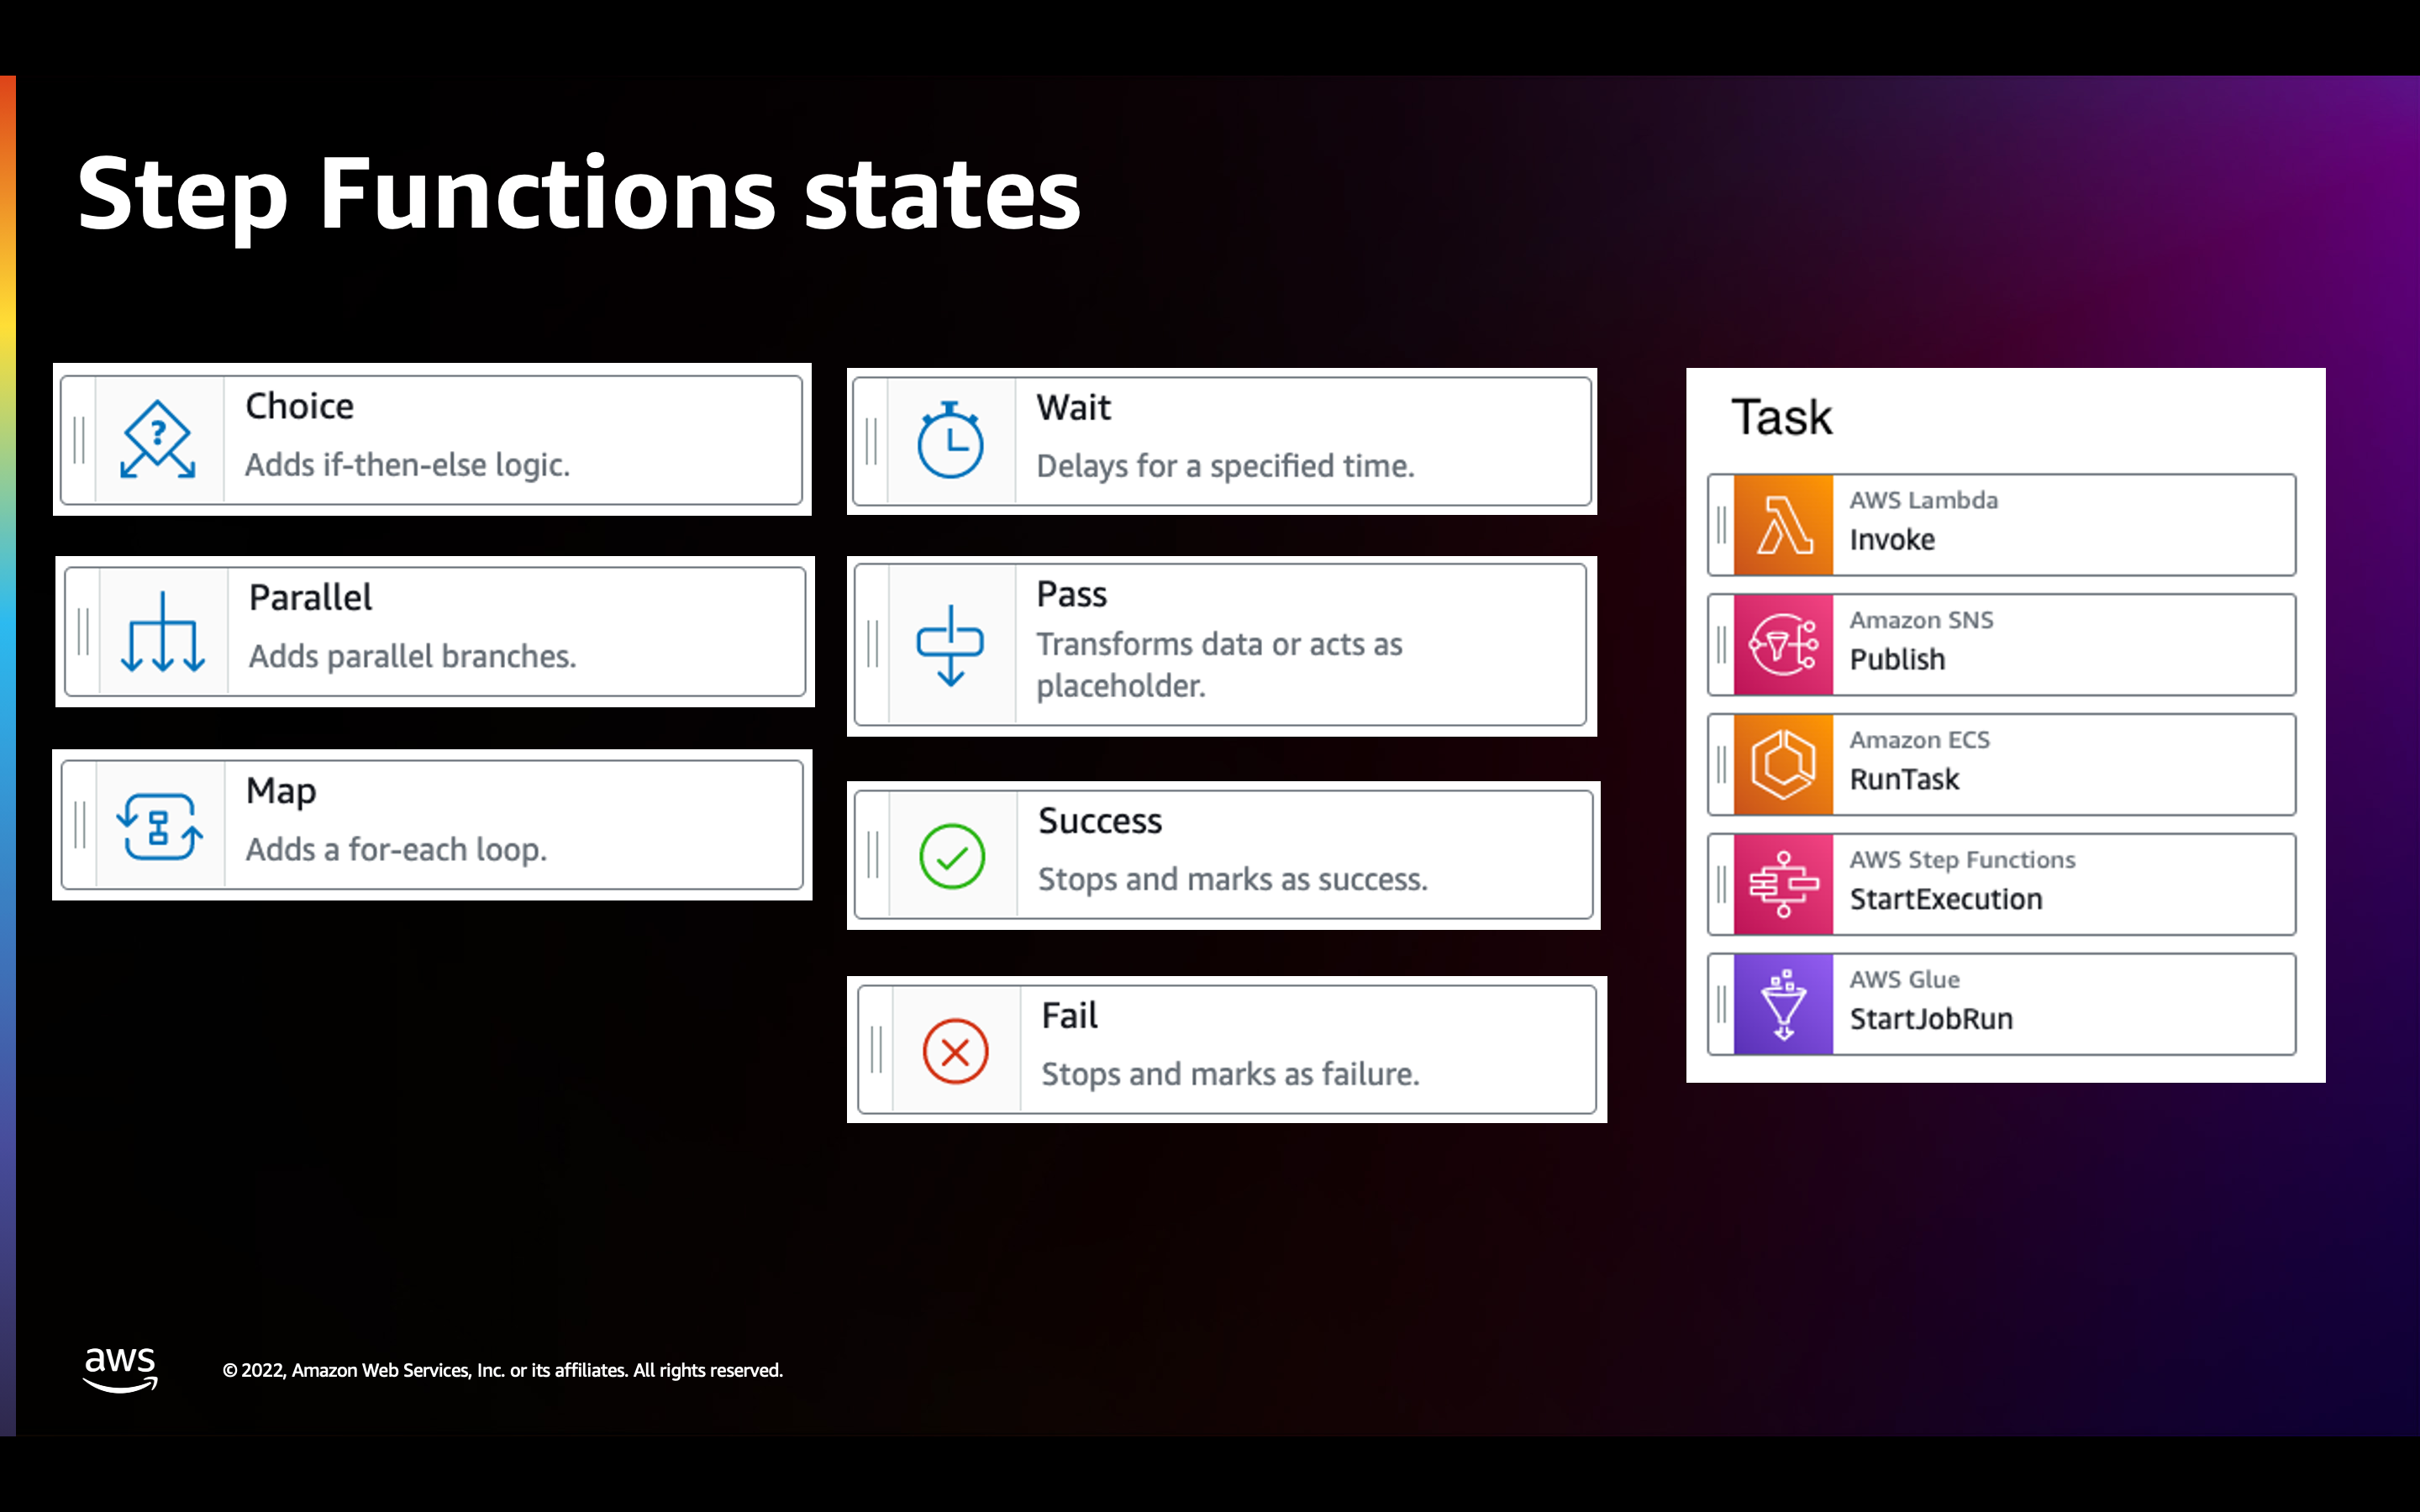 Step Functions states
Choice
Adds if-then-else logic.
Parallel
Adds parallel branches.
Map
Adds a for-each loop.
Wait
Delays for a specified time.
Pass
Transforms data or acts as
placeholder.
Success
Stops and marks as success.
Fail
Stops and marks as failure.
Task
AWS Lambda
Invoke
Amazon SNS
Publish
Amazon ECS
RunTask
AWS Step Functions
StartExecution
AWS Glue
StartJobRun
aws
© 2022, Amazon Web Services, Inc. or its affiliates. All rights reserved.